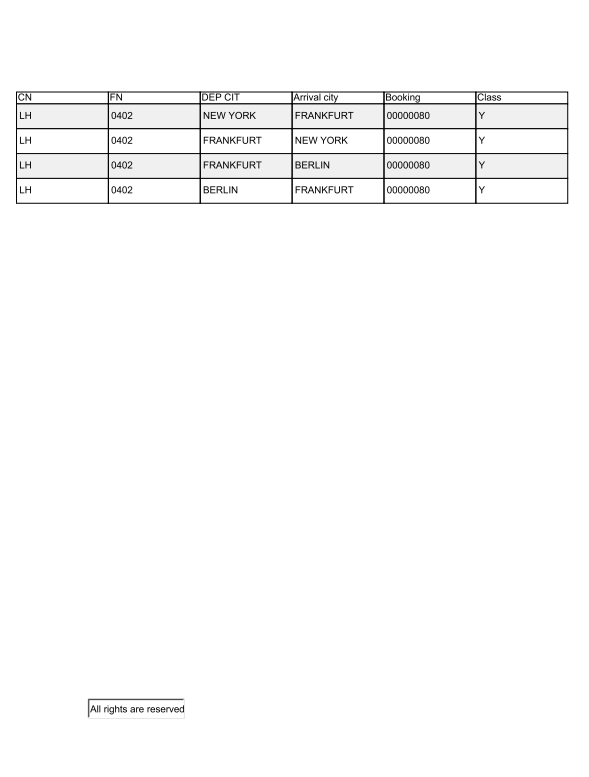 CN FN DEP CIT Arrival city Booking Class
LH 0402 NEW YORK FRANKFURT 00000080 Y
LH 0402 FRANKFURT NEW YORK 00000080 Y
LH 0402 FRANKFURT BERLIN 00000080 Y
LH 0402 BERLIN FRANKFURT 00000080 Y
All rights are reserved